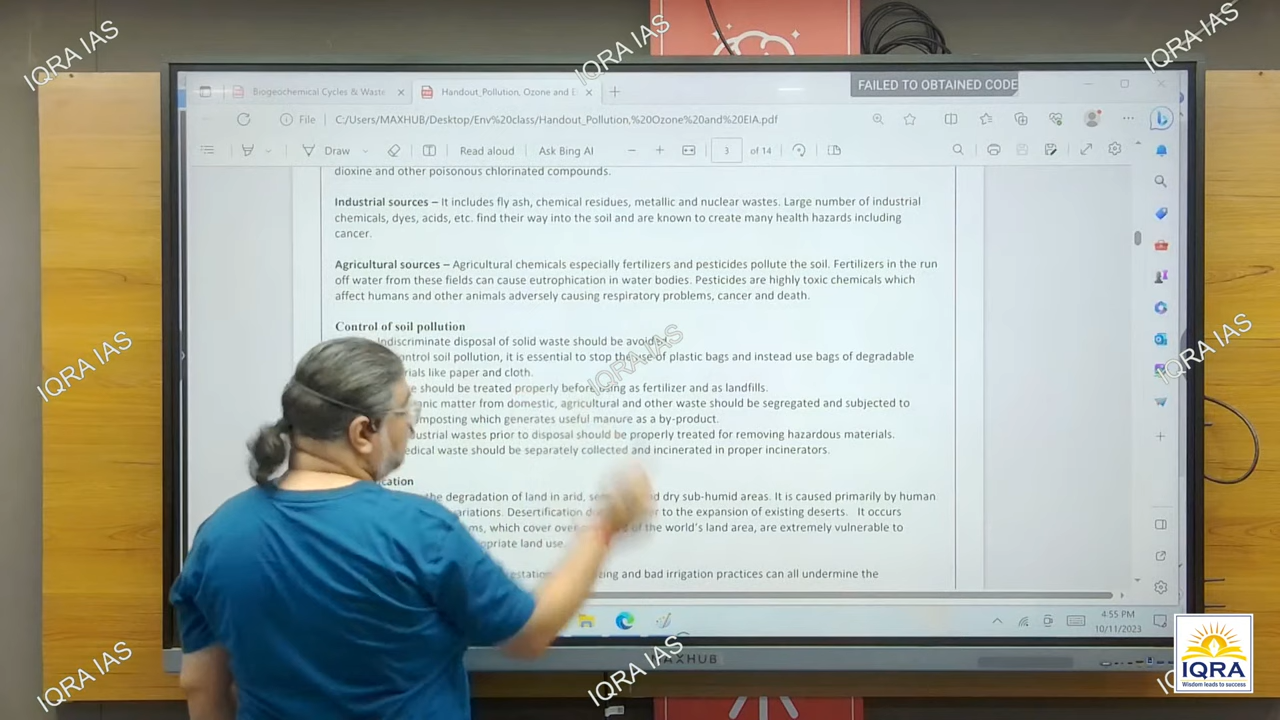 IQRA IAS
IQRA IAS
IQRA IAS
FAILED TO OBTAINED CODE
Biogeochemical Cycles & Waste
Handout_Pollution, Ozone and E
File
C:/Users/MAXHUB/Desktop/Env%20class/Handout_Pollution,%20Ozone%20and%20EIA.pdf
Draw
Read aloud
Ask Bing AI
3 of 14
dioxine and other poisonous chlorinated compounds.
Industrial sources – It includes fly ash, chemical residues, metallic and nuclear wastes. Large number of industrial
chemicals, dyes, acids, etc. find their way into the soil and are known to create many health hazards including
cancer.
Agricultural sources – Agricultural chemicals especially fertilizers and pesticides pollute the soil. Fertilizers in the run
off water from these fields can cause eutrophication in water bodies. Pesticides are highly toxic chemicals which
affect humans and other animals adversely causing respiratory problems, cancer and death.
Control of soil pollution
Indiscriminate disposal of solid waste should be avoided.
control soil pollution, it is essential to stop the use of plastic bags and instead use bags of degradable
like paper and cloth.
should be treated properly before using as fertilizer and as landfills.
matter from domestic, agricultural and other waste should be segregated and subjected to
which generates useful manure as a by-product.
wastes prior to disposal should be properly treated for removing hazardous materials.
waste should be separately collected and incinerated in proper incinerators.
the degradation of land in arid, dry sub-humid areas. It is caused primarily by human
Desertification to the expansion of existing deserts. It occurs
which cover over of the world's land area, are extremely vulnerable to
land use.
and bad irrigation practices can all undermine the
IQRA IAS
IQRA IAS
IQRA IAS
4:55 PM
10/11/2023
MAXHUB
IQRA IAS
IQRA IAS
IQRA
Wisdom leads to success